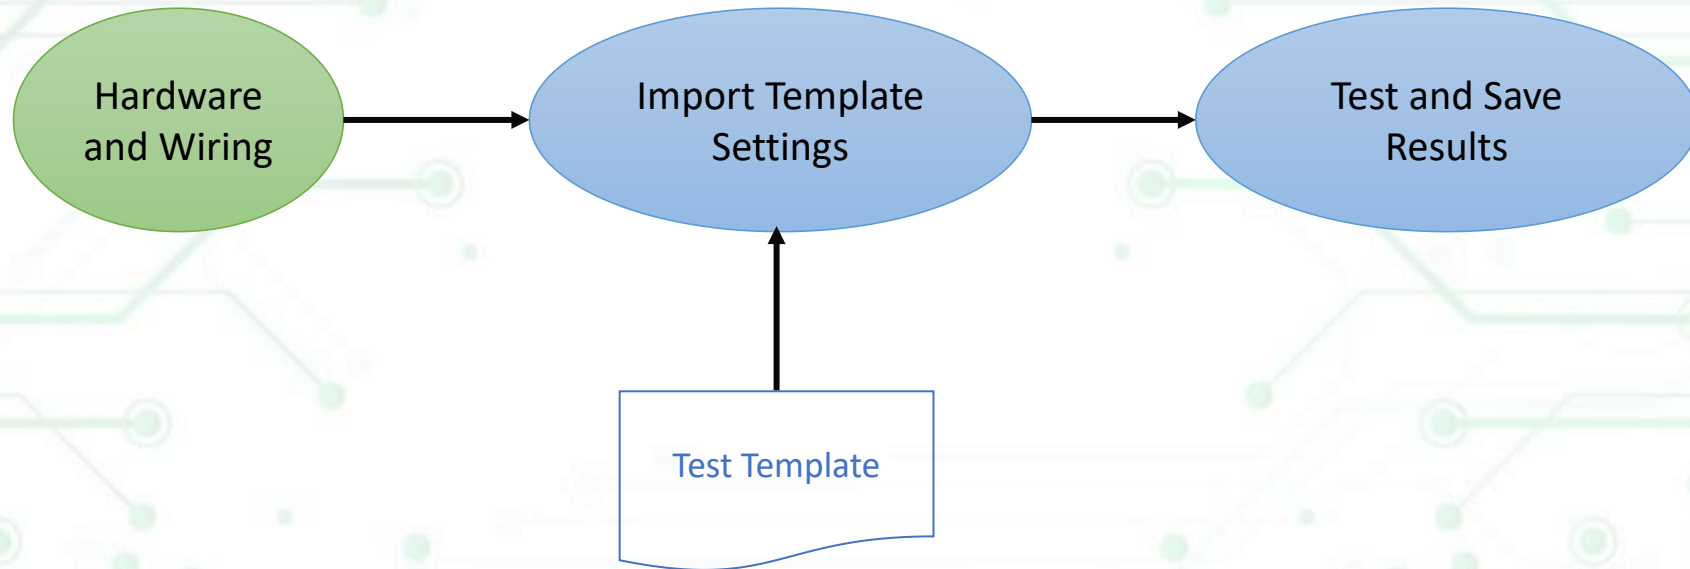 Hardware
and Wiring
Import Template
Settings
Test and Save
Results
Test Template